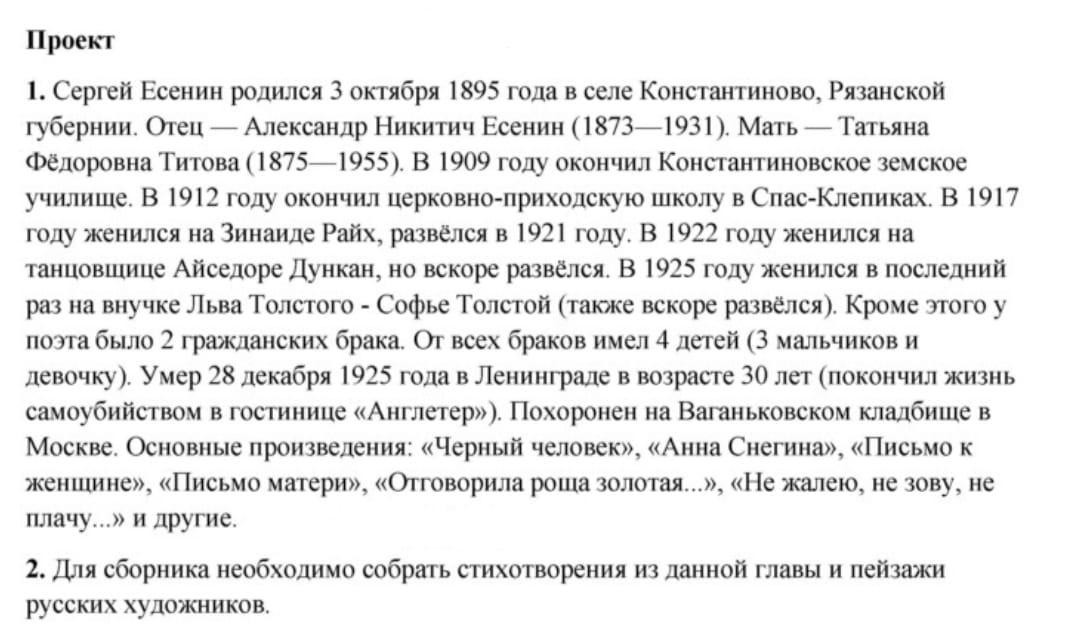 Проект
1. Сергей Есенин родился 3 октября 1895 года в селе Константиново, Рязанской
губернии. Отец — Александр Никитич Есенин (1873—1931). Мать — Татьяна
Фёдоровна Титова (1875—1955). В 1909 году окончил Константиновское земское
училище. В 1912 году окончил церковно-приходскую школу в Спас-Клепиках. В 1917
году женился на Зинаиде Райх, развёлся в 1921 году. В 1922 году женился на
танцовщице Айседоре Дункан, но вскоре развёлся. В 1925 году женился в последний
раз на внучке Льва Толстого - Софье Толстой (также вскоре развёлся). Кроме этого у
поэта было 2 гражданских брака. От всех браков имел 4 детей (3 мальчиков и
девочку). Умер 28 декабря 1925 года в Ленинграде в возрасте 30 лет (покончил жизнь
самоубийством в гостинице «Англетер»). Похоронен на Ваганьковском кладбище в
Москве. Основные произведения: «Черный человек», «Анна Снегина», «Письмо к
женщине», «Письмо матери», «Отговорила роща золотая...», «Не жалею, не зову, не
плачу...» и другие.
2. Для сборника необходимо собрать стихотворения из данной главы и пейзажи
русских художников.